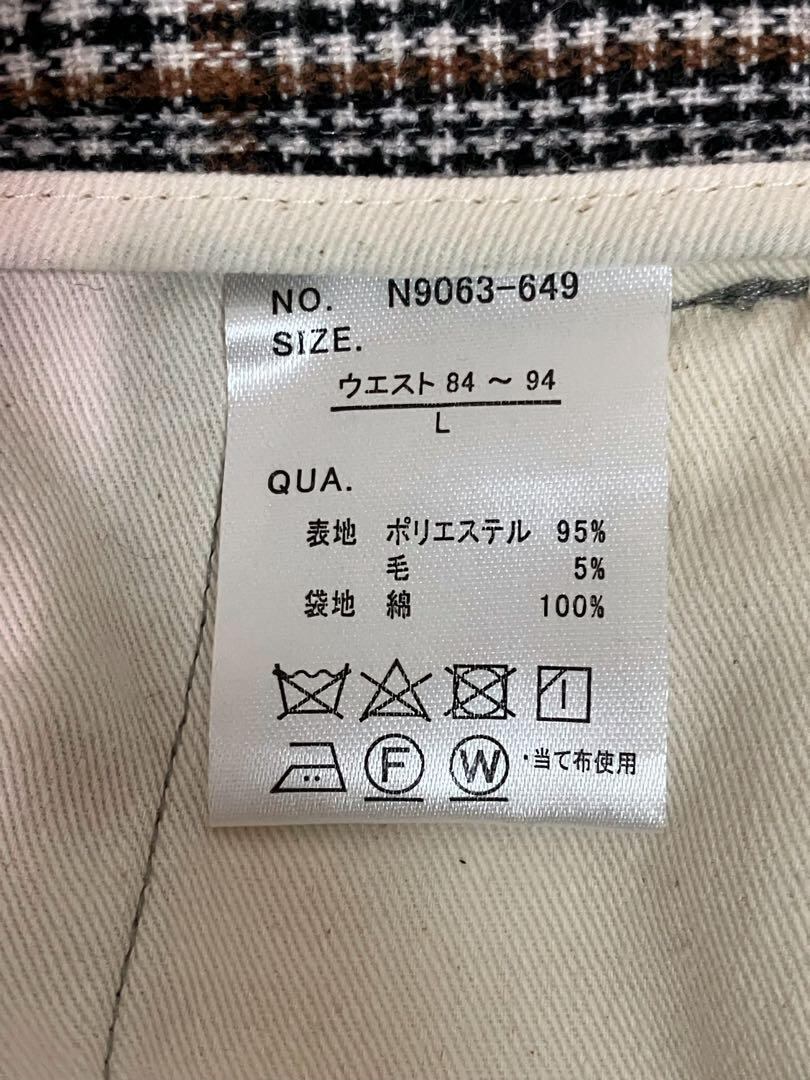 NO. N9063-649
SIZE.
ウエスト 84 ～ 94
L
QUA.
表地 ポリエステル 95%
毛 5%
袋地 綿 100%
F W ・当て布使用